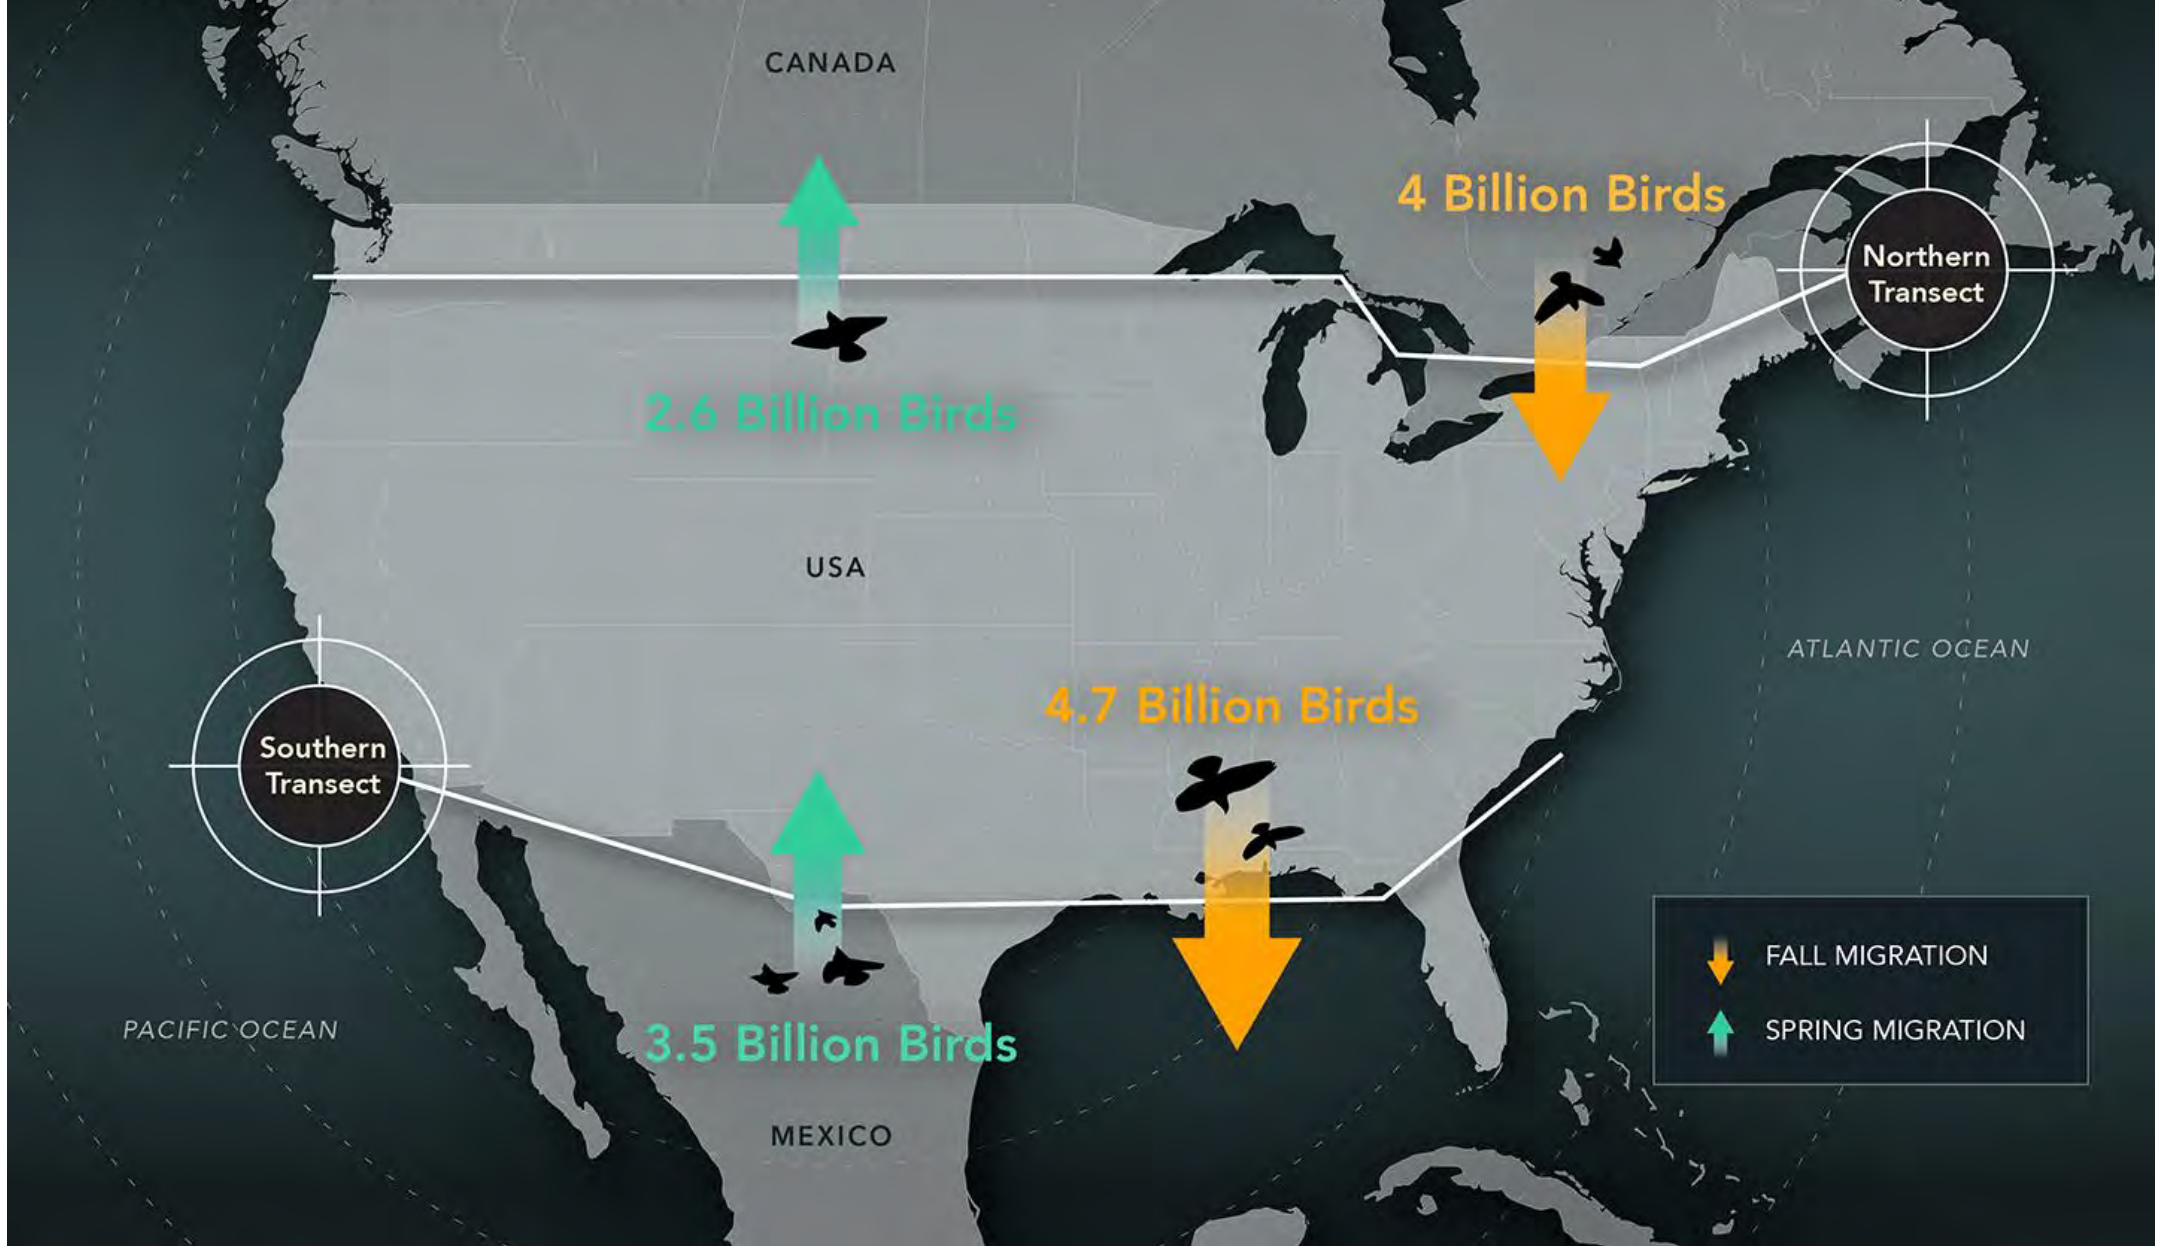 CANADA
4 Billion Birds
Northern
Transect
2.6 Billion Birds
USA
ATLANTIC OCEAN
4.7 Billion Birds
Southern
Transect
FALL MIGRATION
SPRING MIGRATION
PACIFIC OCEAN
3.5 Billion Birds
MEXICO